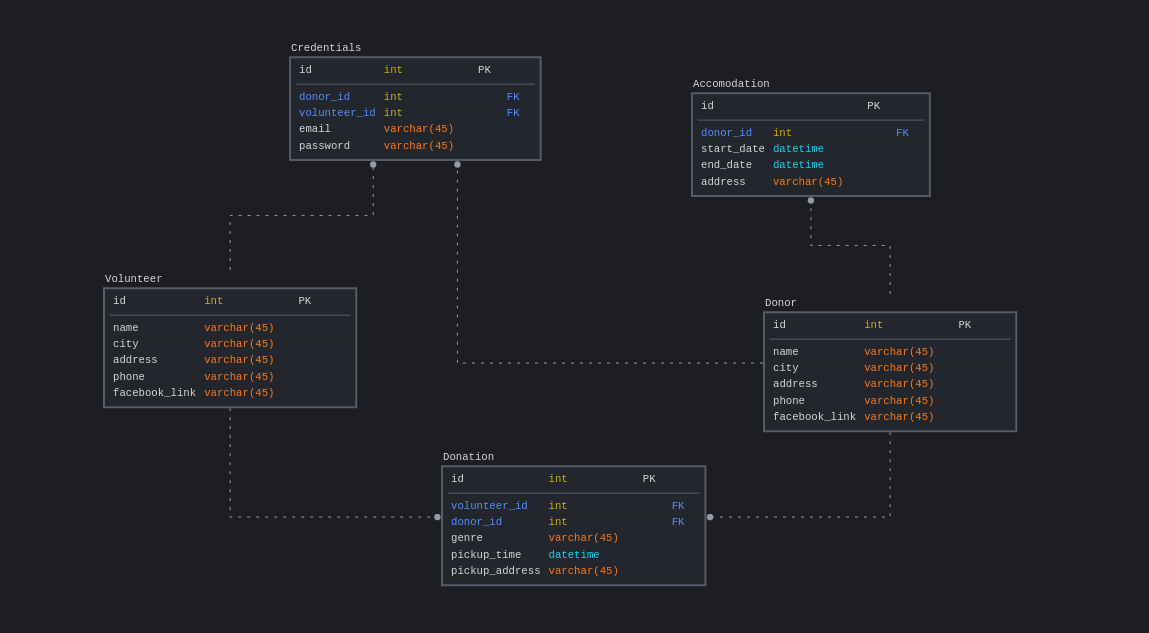 Credentials
id int PK
donor_id int FK
volunteer_id int FK
email varchar(45)
password varchar(45)
Accomodation
id PK
donor_id int FK
start_date datetime
end_date datetime
address varchar(45)
Volunteer
id int PK
name varchar(45)
city varchar(45)
address varchar(45)
phone varchar(45)
facebook_link varchar(45)
Donor
id int PK
name varchar(45)
city varchar(45)
address varchar(45)
phone varchar(45)
facebook_link varchar(45)
Donation
id int PK
volunteer_id int FK
donor_id int FK
genre varchar(45)
pickup_time datetime
pickup_address varchar(45)